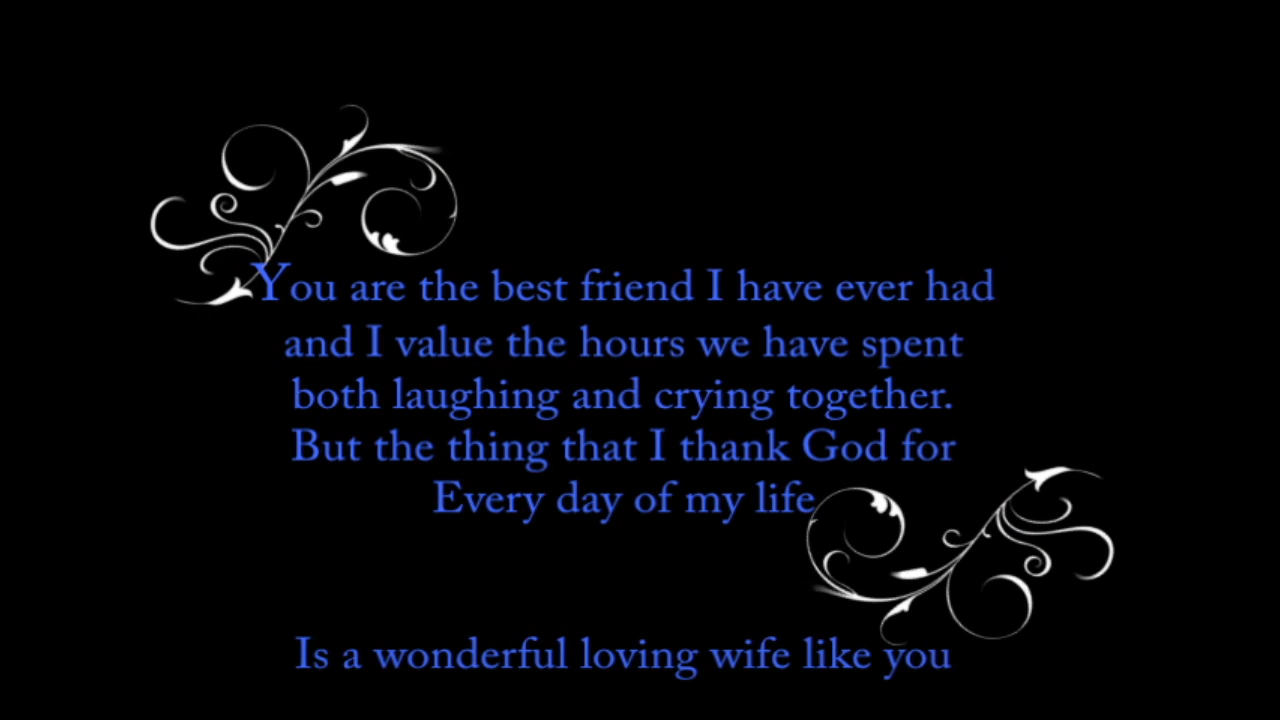 You are the best friend I have ever had
and I value the hours we have spent
both laughing and crying together.
But the thing that I thank God for
Every day of my life
Is a wonderful loving wife like you